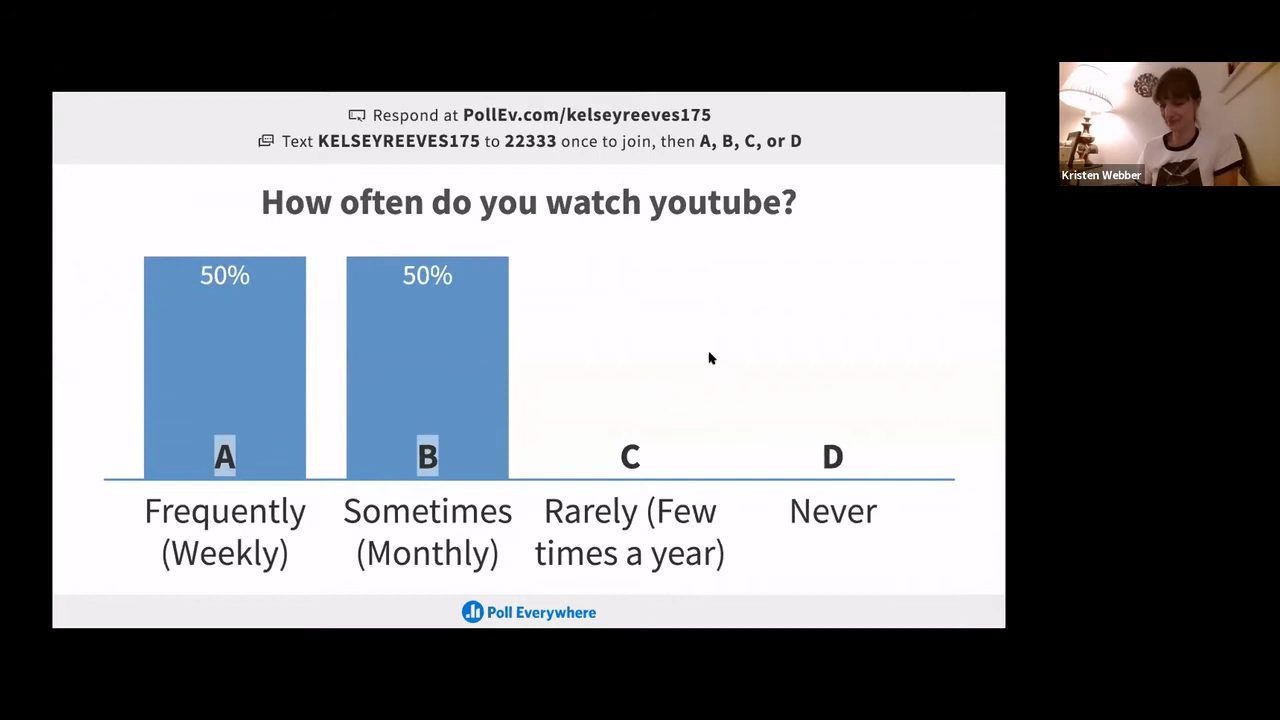 Respond at PollEv.com/kelseyreeves175
Text KELSEYREEVES175 to 22333 once to join, then A, B, C, or D
How often do you watch youtube?
50%
50%
A
B
C
D
Frequently (Weekly)
Sometimes (Monthly)
Rarely (Few times a year)
Never
Poll Everywhere
Kristen Webber